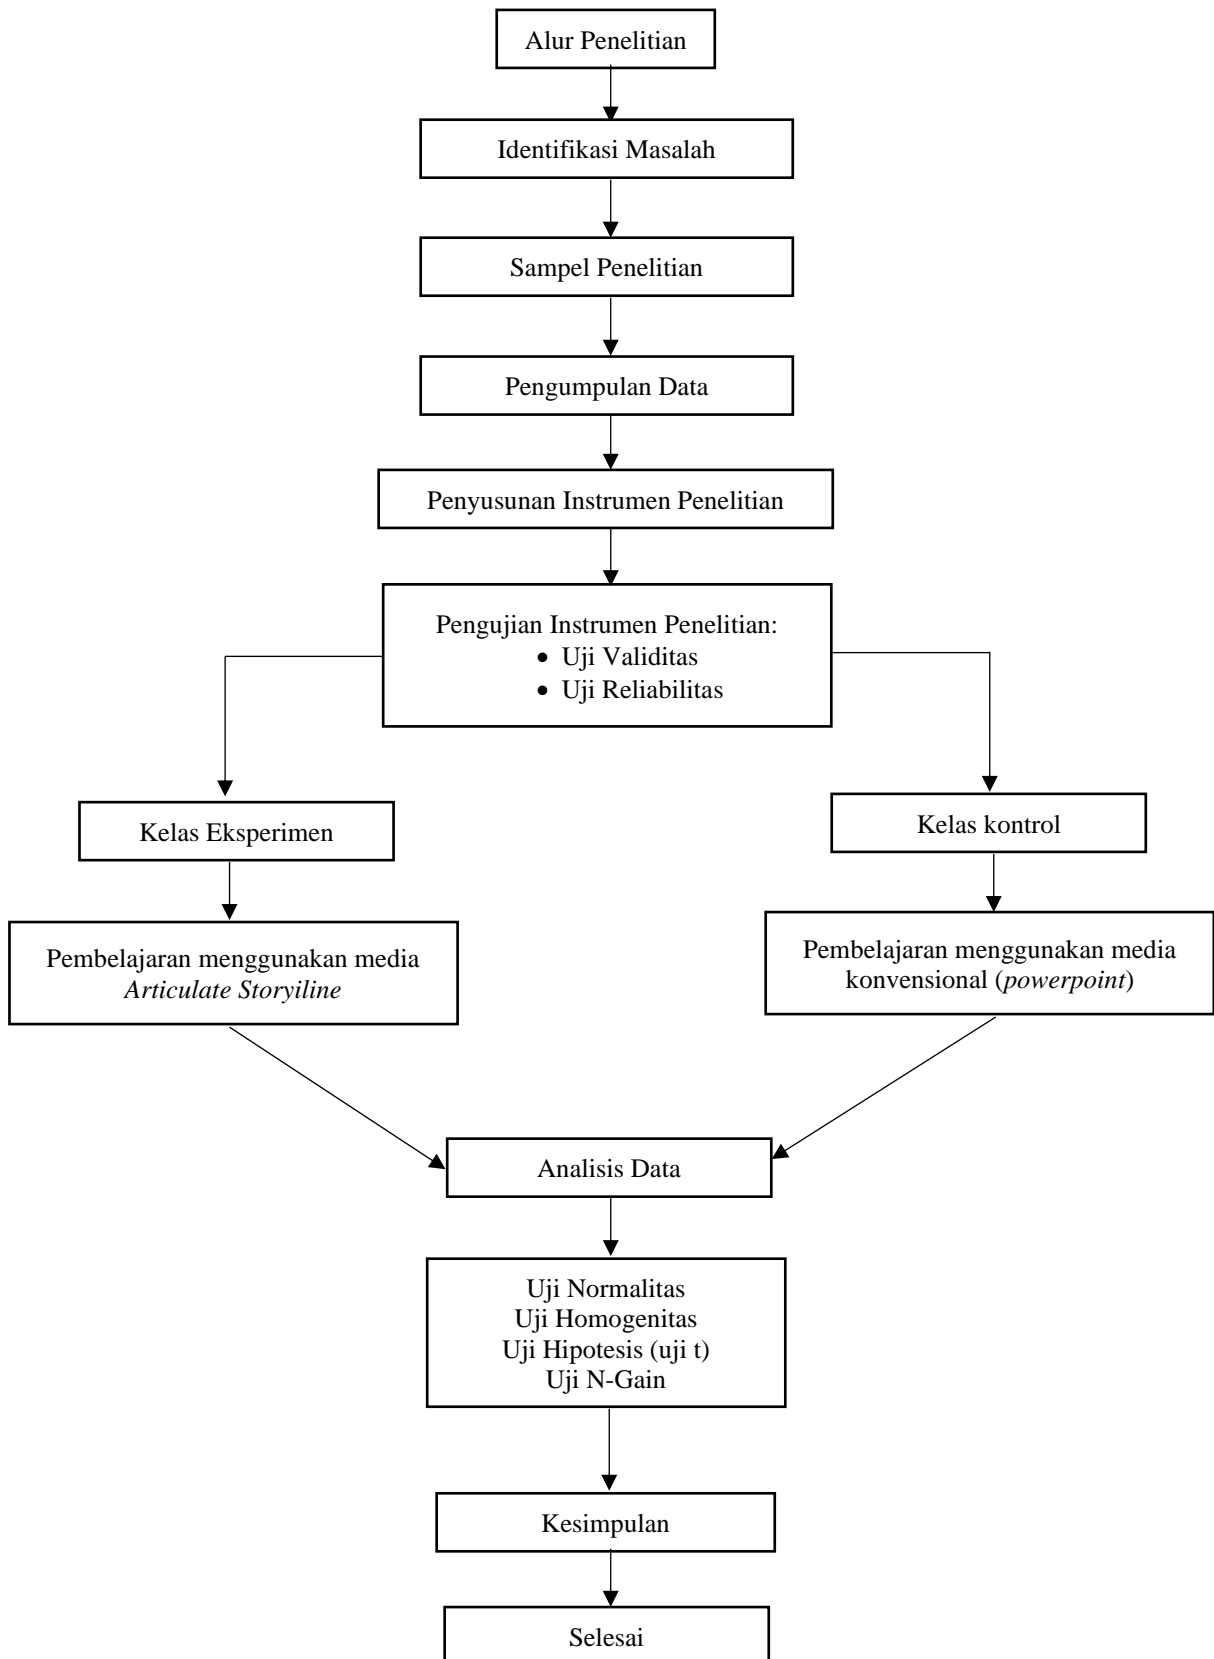 Alur Penelitian
Identifikasi Masalah
Sampel Penelitian
Pengumpulan Data
Penyusunan Instrumen Penelitian
Pengujian Instrumen Penelitian:
• Uji Validitas
• Uji Reliabilitas
Kelas Eksperimen
Kelas kontrol
Pembelajaran menggunakan media
Articulate Storyiline
Pembelajaran menggunakan media
konvensional (powerpoint)
Analisis Data
Uji Normalitas
Uji Homogenitas
Uji Hipotesis (uji t)
Uji N-Gain
Kesimpulan
Selesai